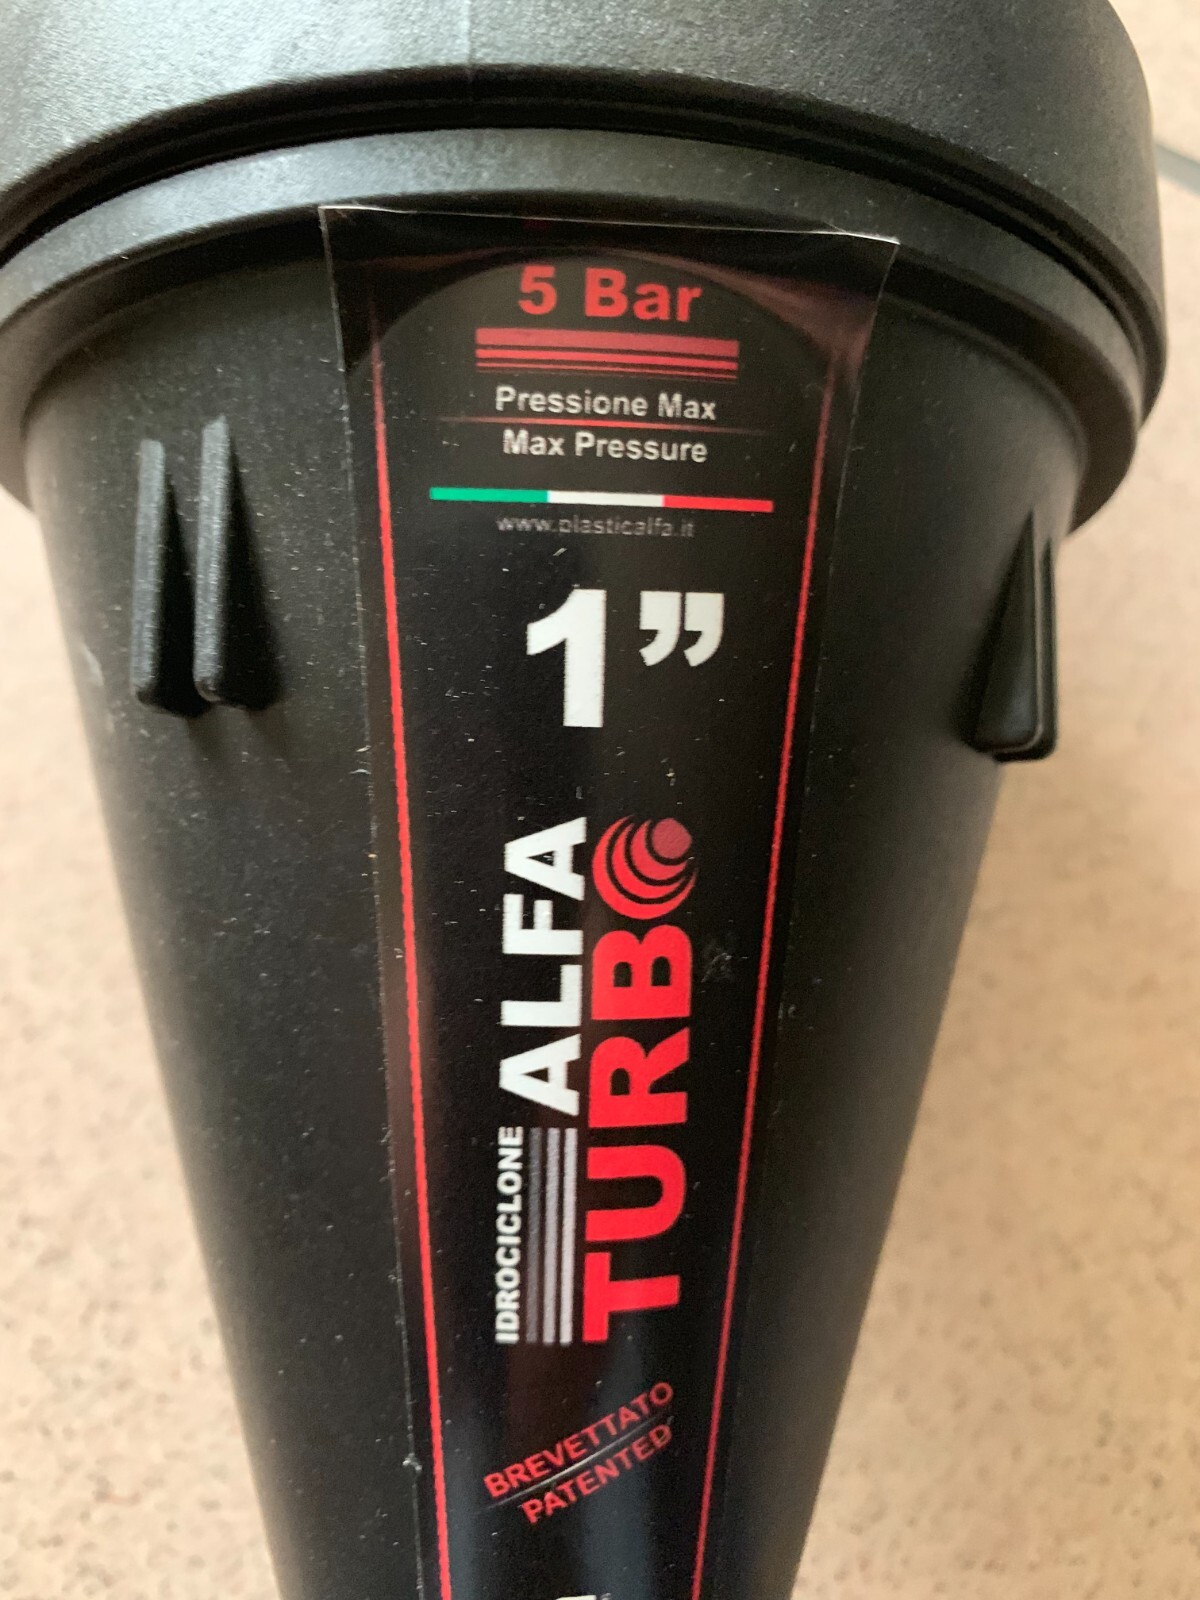 5 Bar
Pressione Max
Max Pressure
www.plasticalfa.it
1”
IDROCICLONE ALFA
TURBO
BREVETTATO
PATENTED